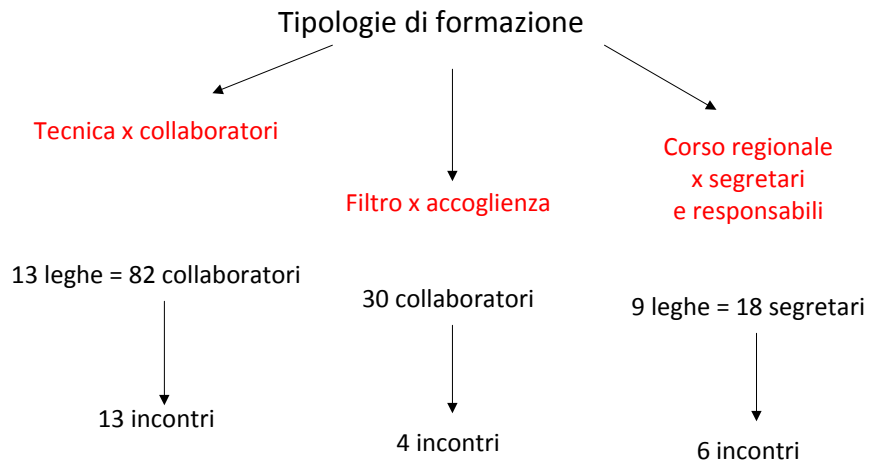 Tipologie di formazione
Tecnica x collaboratori
Filtro x accoglienza
Corso regionale
x segretari
e responsabili
13 leghe = 82 collaboratori
30 collaboratori
9 leghe = 18 segretari
13 incontri
4 incontri
6 incontri